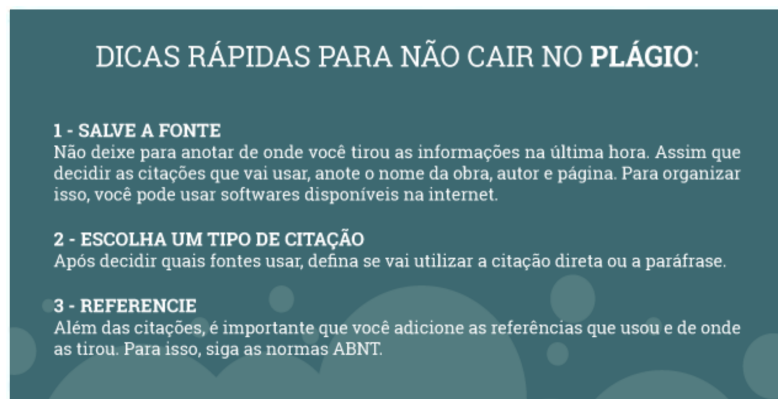 DICAS RÁPIDAS PARA NÃO CAIR NO PLÁGIO:
1 - SALVE A FONTE
Não deixe para anotar de onde você tirou as informações na última hora. Assim que
decidir as citações que vai usar, anote o nome da obra, autor e página. Para organizar
isso, você pode usar softwares disponíveis na internet.
2 - ESCOLHA UM TIPO DE CITAÇÃO
Após decidir quais fontes usar, defina se vai utilizar a citação direta ou a paráfrase.
3 - REFERENCIE
Além das citações, é importante que você adicione as referências que usou e de onde
as tirou. Para isso, siga as normas ABNT.